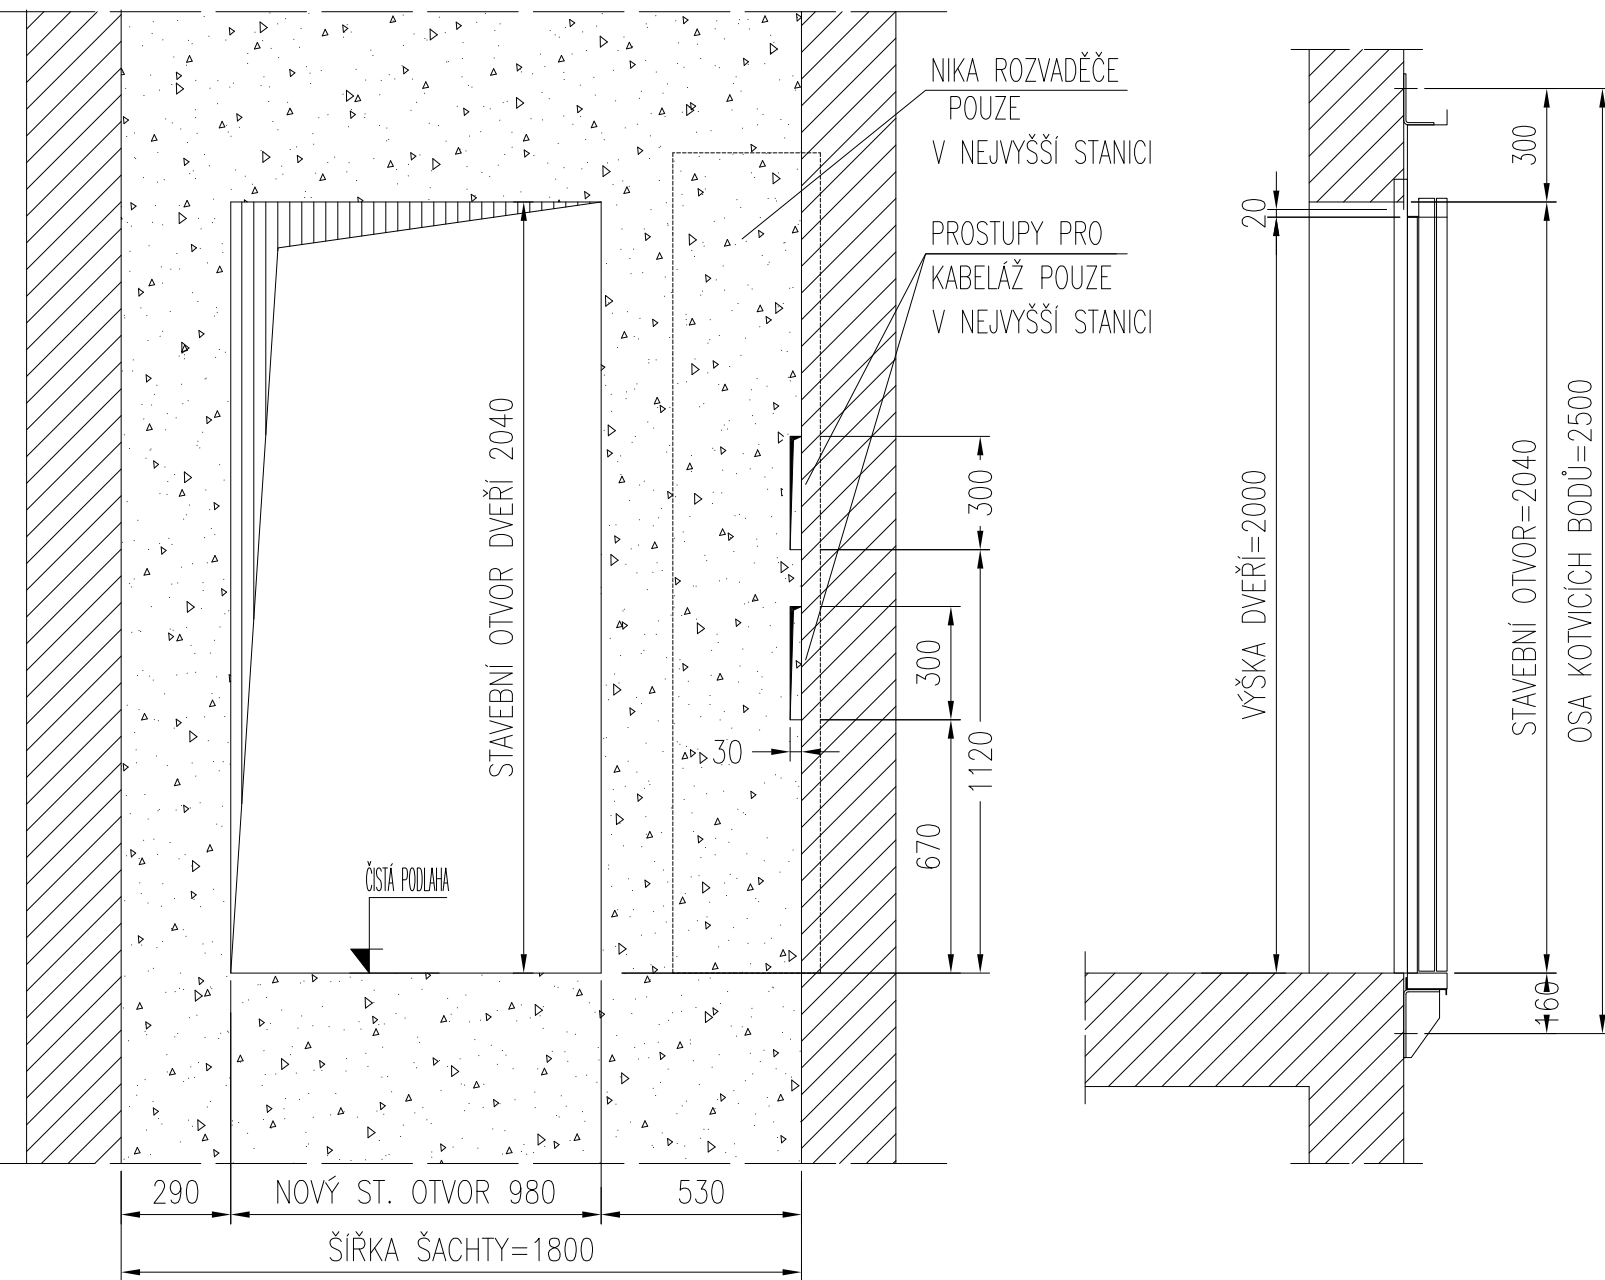 NIKA ROZVADĚČE
POUZE
V NEJVYŠŠÍ STANICI
PROSTUPY PRO
KABELÁŽ POUZE
V NEJVYŠŠÍ STANICI
STAVEBNÍ OTVOR DVEŘÍ 2040
ČISTÁ PODLAHA
300
300
30
1120
670
290
NOVÝ ST. OTVOR 980
530
ŠÍŘKA ŠACHTY=1800
20
300
VÝŠKA DVEŘÍ=2000
STAVEBNÍ OTVOR=2040
OSA KOTVICÍCH BODŮ=2500
160